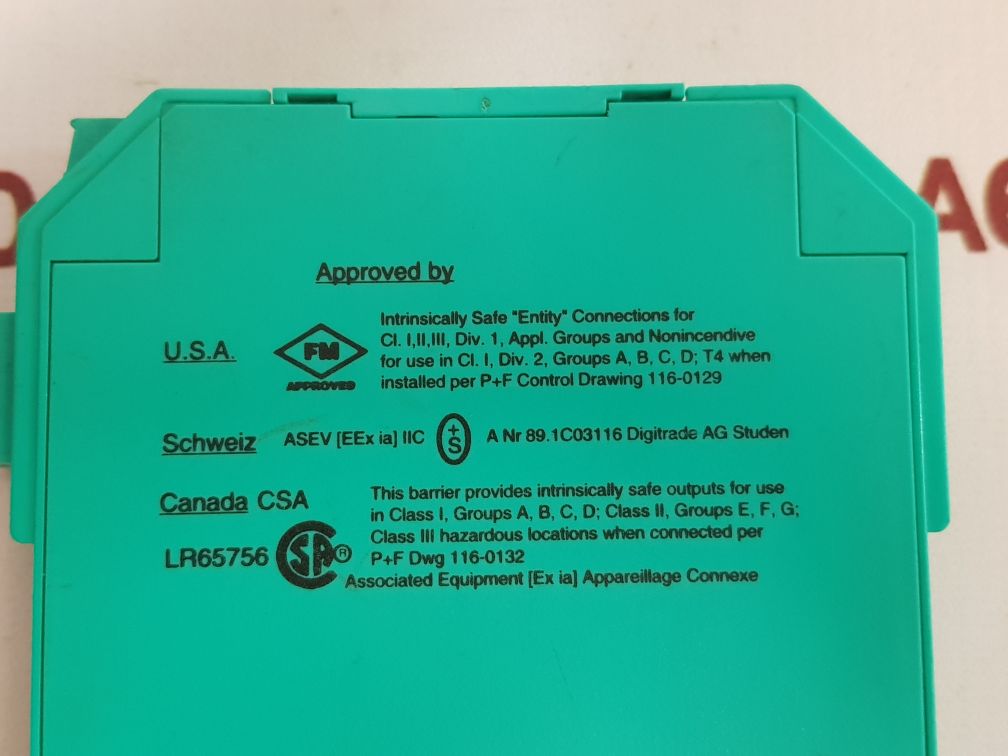 Approved by
U.S.A.
FM
APPROVED
Intrinsically Safe "Entity" Connections for
Cl. I,II,III, Div. 1, Appl. Groups and Nonincendive
for use in Cl. I, Div. 2, Groups A, B, C, D; T4 when
installed per P+F Control Drawing 116-0129
Schweiz ASEV [EEx ia] IIC +S A Nr 89.1C03116 Digitrade AG Studen
Canada CSA
LR65756 SA ®
This barrier provides intrinsically safe outputs for use
in Class I, Groups A, B, C, D; Class II, Groups E, F, G;
Class III hazardous locations when connected per
P+F Dwg 116-0132
Associated Equipment [Ex ia] Appareillage Connexe